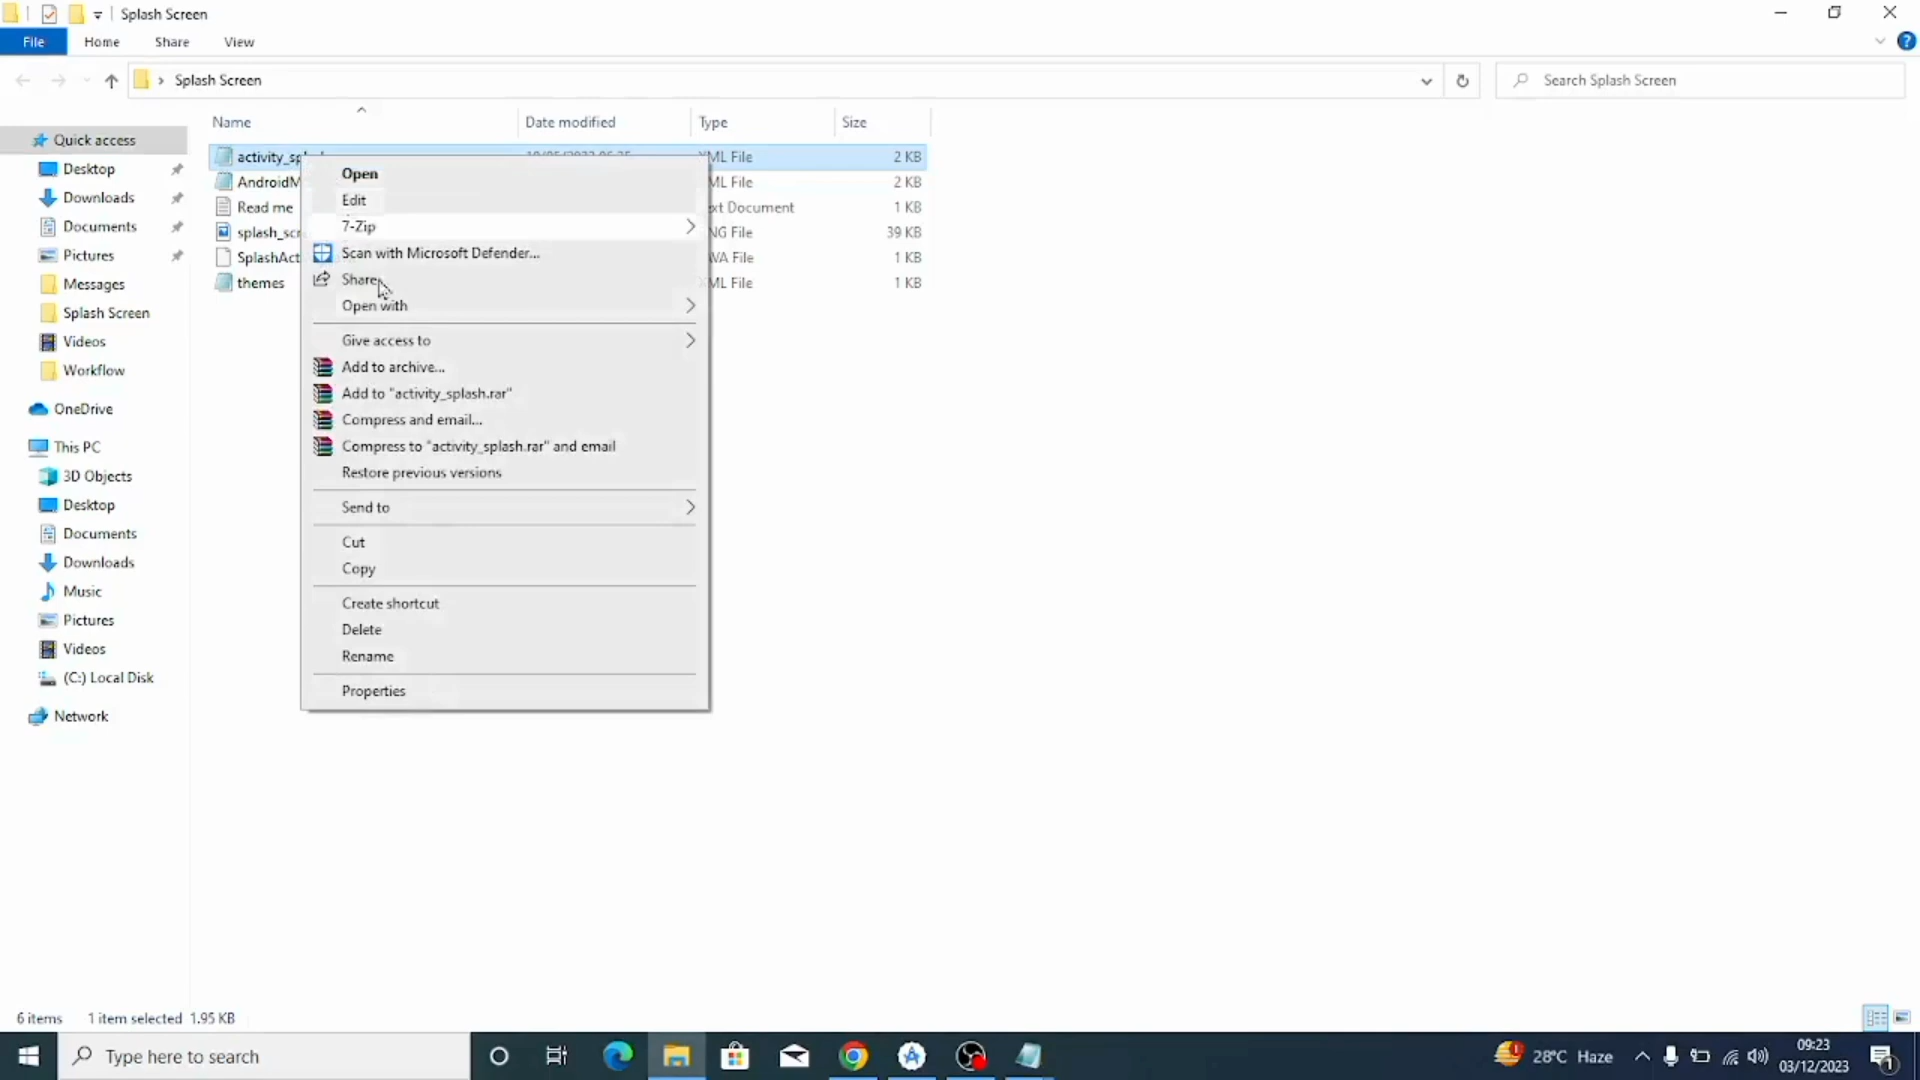 Splash Screen
File Home Share View
Splash Screen
Search Splash Screen
Name Date modified Type Size
Quick access
Desktop
Downloads
Documents
Pictures
Messages
Splash Screen
Videos
Workflow
OneDrive
This PC
3D Objects
Desktop
Documents
Downloads
Music
Pictures
Videos
(C:) Local Disk
Network
ML File 2 KB
AndroidM ML File 2 KB
Read me xt Document 1 KB
splash_scr NG File 39 KB
SplashAct VA File 1 KB
themes ML File 1 KB
Open
Edit
7-Zip
Scan with Microsoft Defender...
Share
Open with
Give access to
Add to archive...
Add to "activity_splash.rar"
Compress and email...
Compress to "activity_splash.rar" and email
Restore previous versions
Send to
Cut
Copy
Create shortcut
Delete
Rename
Properties
6 items 1 item selected 1.95 KB
Type here to search
28°C Haze
09:23
03/12/2023
1